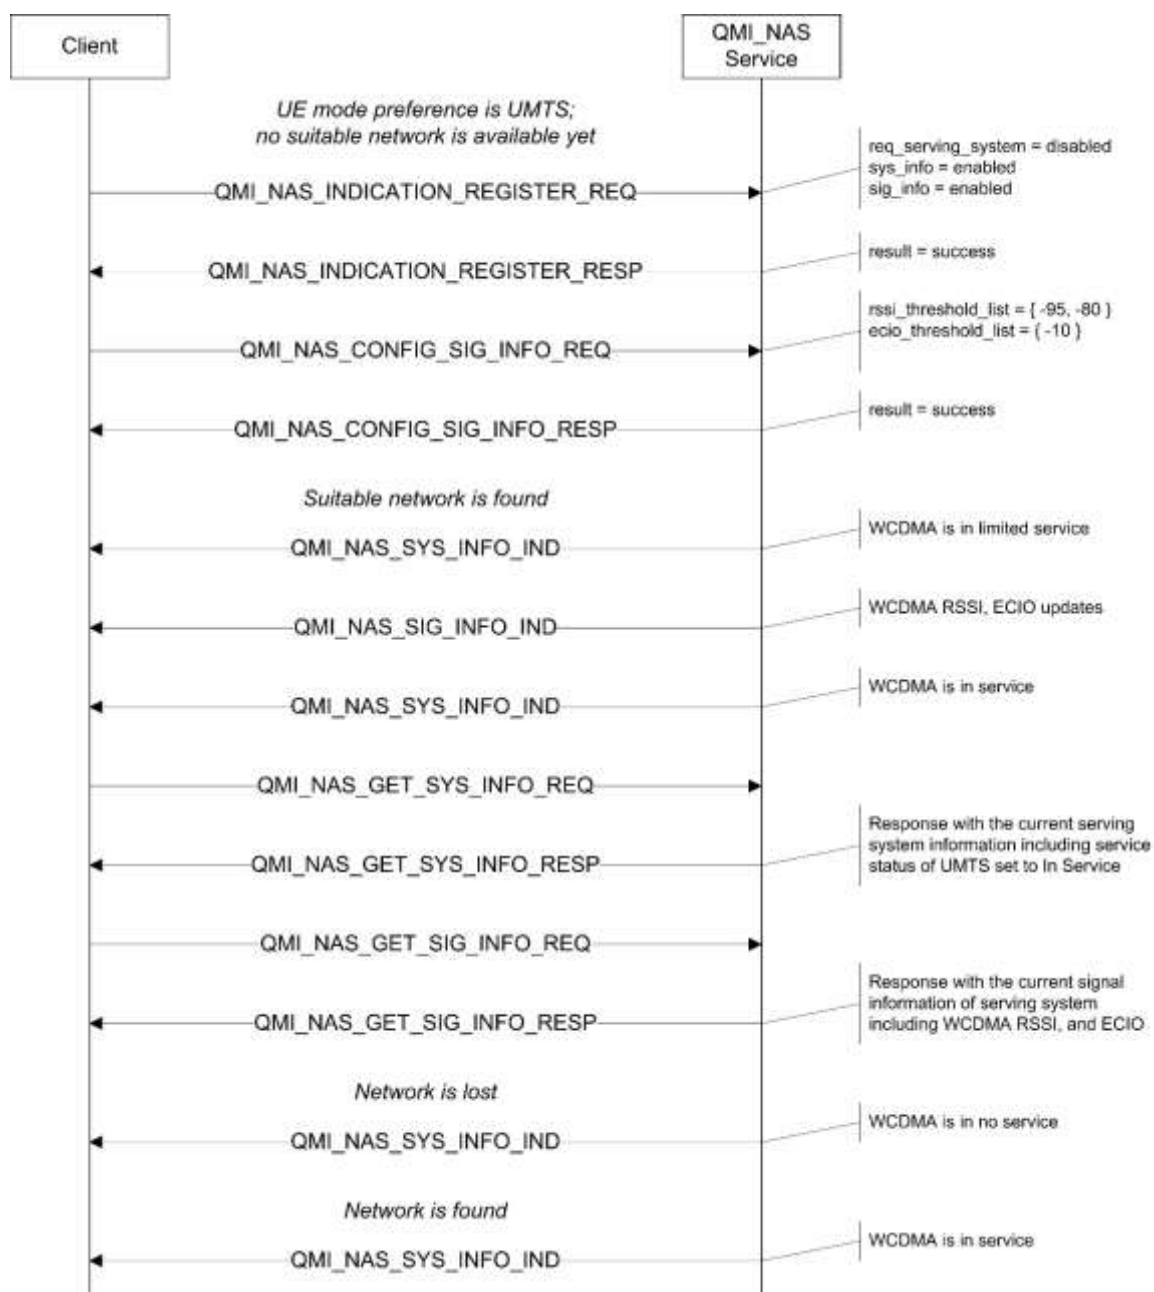 Client
QMI_NAS
Service
UE mode preference is UMTS;
no suitable network is available yet
req_serving_system = disabled
sys_info = enabled
sig_info = enabled
QMI_NAS_INDICATION_REGISTER_REQ
result = success
QMI_NAS_INDICATION_REGISTER_RESP
rssi_threshold_list = { -95, -80 }
ecio_threshold_list = { -10 }
QMI_NAS_CONFIG_SIG_INFO_REQ
result = success
QMI_NAS_CONFIG_SIG_INFO_RESP
Suitable network is found
WCDMA is in limited service
QMI_NAS_SYS_INFO_IND
WCDMA RSSI, ECIO updates
QMI_NAS_SIG_INFO_IND
WCDMA is in service
QMI_NAS_SYS_INFO_IND
QMI_NAS_GET_SYS_INFO_REQ
Response with the current serving
system information including service
status of UMTS set to In Service
QMI_NAS_GET_SYS_INFO_RESP
QMI_NAS_GET_SIG_INFO_REQ
Response with the current signal
information of serving system
including WCDMA RSSI, and ECIO
QMI_NAS_GET_SIG_INFO_RESP
Network is lost
WCDMA is in no service
QMI_NAS_SYS_INFO_IND
Network is found
WCDMA is in service
QMI_NAS_SYS_INFO_IND